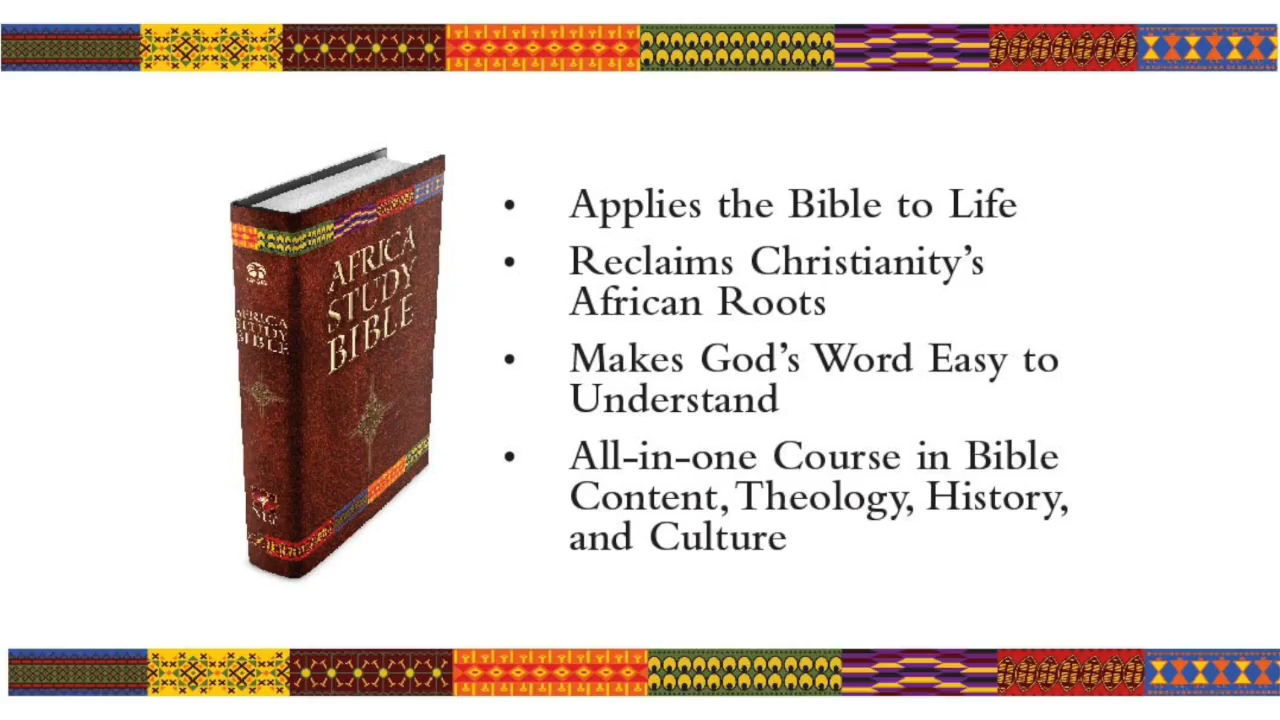 AFRICA
STUDY
BIBLE
AFRICA
STUDY
BIBLE
• Applies the Bible to Life
• Reclaims Christianity’s
African Roots
• Makes God’s Word Easy to
Understand
• All-in-one Course in Bible
Content, Theology, History,
and Culture